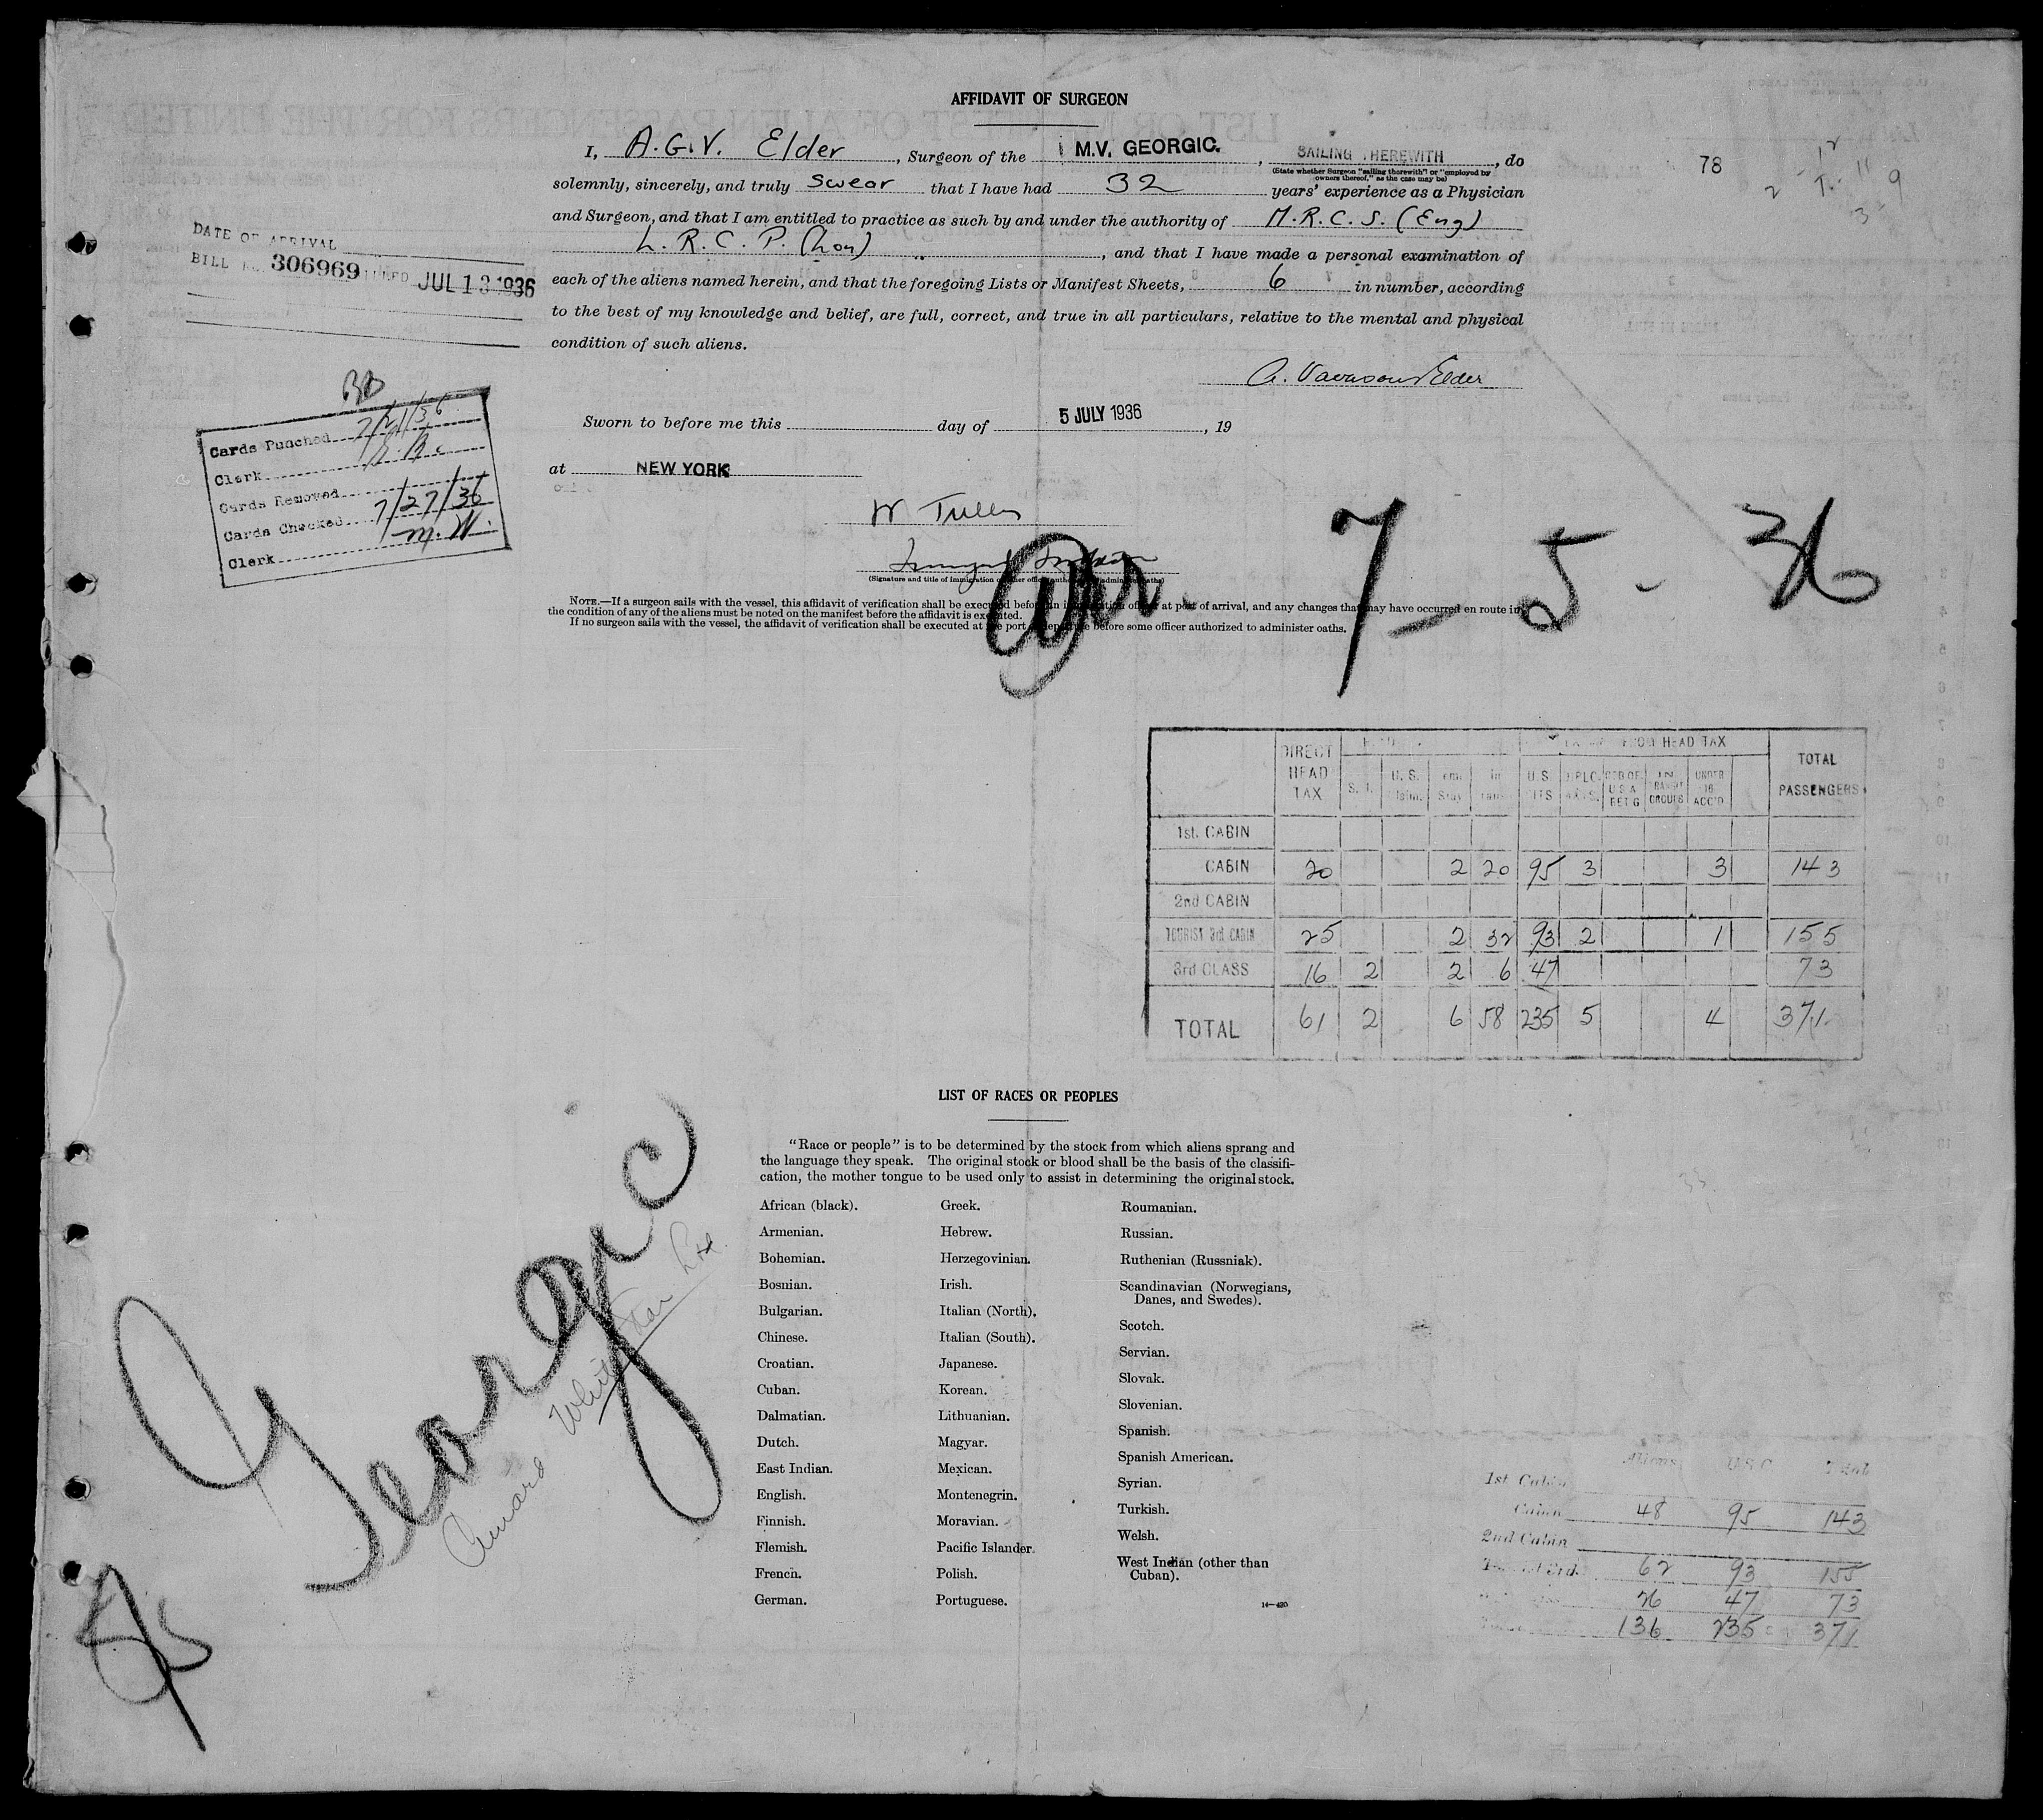 AFFIDAVIT OF SURGEON
I, A.G.V. Elder, Surgeon of the M.V. GEORGIC, SAILING THEREWITH, do
(State whether Surgeon "sailing therewith" or "employed by owners thereof," as the case may be)
solemnly, sincerely, and truly swear that I have had 32 years' experience as a Physician
and Surgeon, and that I am entitled to practice as such by and under the authority of M.R.C.S. (Eng)
L.R.C.P. (Lon), and that I have made a personal examination of
each of the aliens named herein, and that the foregoing Lists or Manifest Sheets, 6 in number, according
to the best of my knowledge and belief, are full, correct, and true in all particulars, relative to the mental and physical
condition of such aliens.
78
DATE OF ARRIVAL
BILL 306969 JUL 13 1936
A. Vavasour Elder
Sworn to before me this day of 5 JULY 1936, 19
at NEW YORK
Cards Punched 7/21/36
Clerk
Cards Removed
Cards Checked 7/27/36
Clerk M.W.
(Signature and title of immigration or other officer authorized to administer oaths)
NOTE.—If a surgeon sails with the vessel, this affidavit of verification shall be executed before an immigration officer at port of arrival, and any changes that may have occurred en route in
the condition of any of the aliens must be noted on the manifest before the affidavit is executed.
If no surgeon sails with the vessel, the affidavit of verification shall be executed at the port of departure before some officer authorized to administer oaths.
Arr. 7-5-36
DIRECT HEAD TAX FROM HEAD TAX TOTAL PASSENGERS
U.S. U.S. IN TRANSIT GROUPS UNDER 16 ACC'D
1st. CABIN
CABIN 20 2 20 95 3 3 143
2nd CABIN
TOURIST 3rd CABIN 25 2 32 93 2 1 155
3rd CLASS 16 2 2 6 47 73
TOTAL 61 2 6 58 235 5 4 371
LIST OF RACES OR PEOPLES
"Race or people" is to be determined by the stock from which aliens sprang and
the language they speak. The original stock or blood shall be the basis of the classifi-
cation, the mother tongue to be used only to assist in determining the original stock.
African (black).
Armenian.
Bohemian.
Bosnian.
Bulgarian.
Chinese.
Croatian.
Cuban.
Dalmatian.
Dutch.
East Indian.
English.
Finnish.
Flemish.
French.
German.
Greek.
Hebrew.
Herzegovinian.
Irish.
Italian (North).
Italian (South).
Japanese.
Korean.
Lithuanian.
Magyar.
Mexican.
Montenegrin.
Moravian.
Pacific Islander.
Polish.
Portuguese.
Roumanian.
Russian.
Ruthenian (Russniak).
Scandinavian (Norwegians,
Danes, and Swedes).
Scotch.
Servian.
Slovak.
Slovenian.
Spanish.
Spanish American.
Syrian.
Turkish.
Welsh.
West Indian (other than
Cuban).
14—420
Georgic
Cunard White Star Ltd.
Aliens U.S.C. Total
1st Cabin
Cabin 48 95 143
2nd Cabin
62 93 155
26 47 73
136 235 371